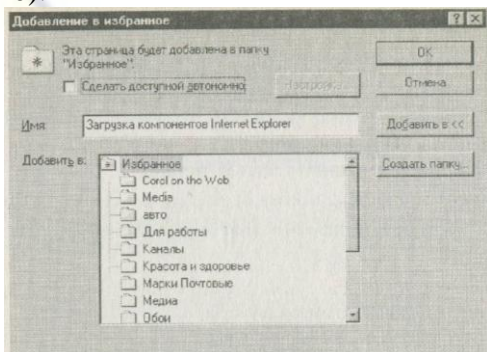 Добавление в избранное
Эта страница будет добавлена в папку
"Избранное".
OK
Сделать доступной автономно
Настройка...
Отмена
Имя:
Загрузка компонентов Internet Explorer
Добавить в <<
Добавить в:
Избранное
Создать папку...
Corel on the Web
Media
авто
Для работы
Каналы
Красота и здоровье
Марки Почтовые
Медиа
Обои